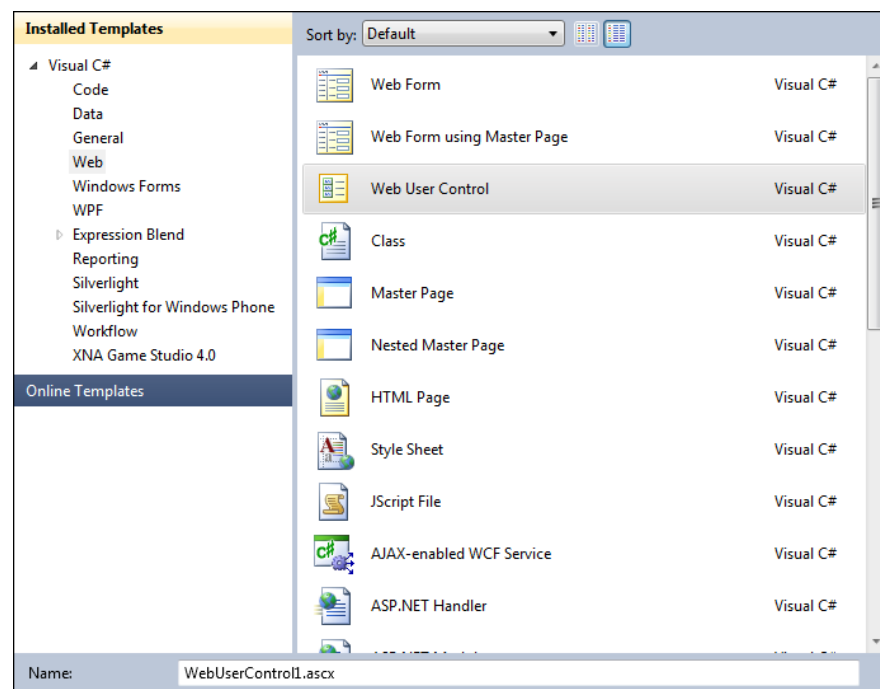 Installed Templates
Sort by: Default
Visual C#
Code
Data
General
Web
Windows Forms
WPF
Expression Blend
Reporting
Silverlight
Silverlight for Windows Phone
Workflow
XNA Game Studio 4.0
Online Templates
Web Form Visual C#
Web Form using Master Page Visual C#
Web User Control Visual C#
Class Visual C#
Master Page Visual C#
Nested Master Page Visual C#
HTML Page Visual C#
Style Sheet Visual C#
JScript File Visual C#
AJAX-enabled WCF Service Visual C#
ASP.NET Handler Visual C#
Name: WebUserControl1.ascx